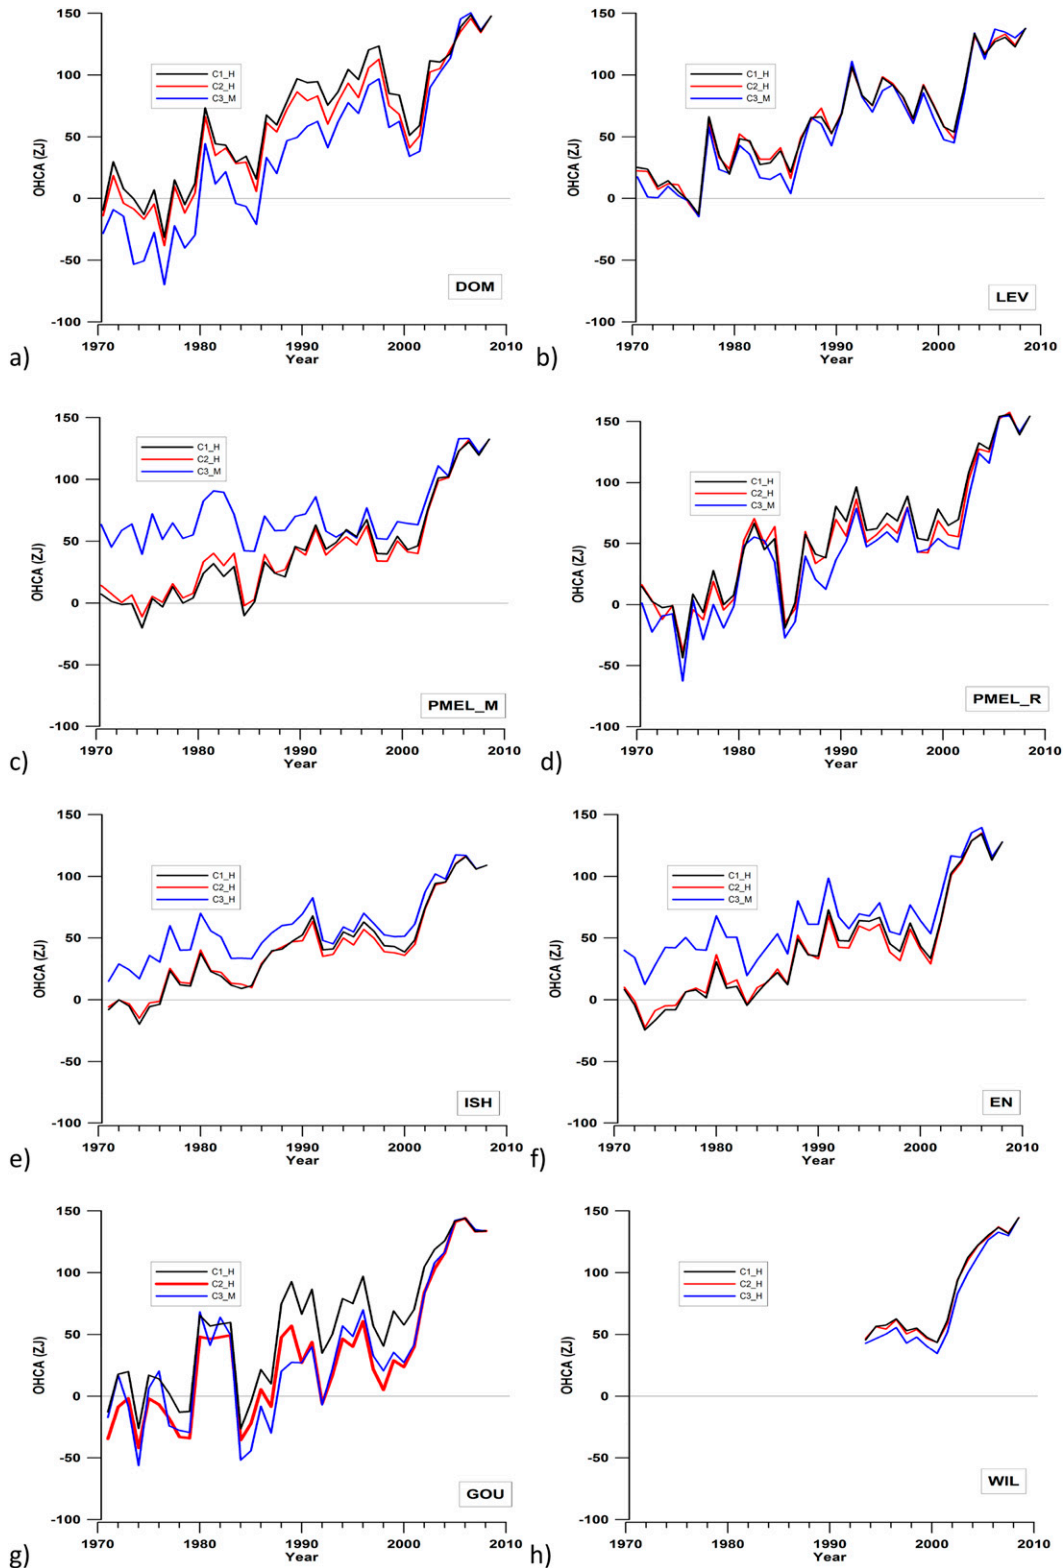 150
100
50
0
-50
-100
OHCA (ZJ)
C1_H
C2_H
C3_M
DOM
1970 1980 1990 2000 2010
Year
a)
150
100
50
0
-50
-100
OHCA (ZJ)
C1_H
C2_H
C3_M
LEV
1970 1980 1990 2000 2010
Year
b)
150
100
50
0
-50
-100
OHCA (ZJ)
C1_H
C2_H
C3_M
PMEL_M
1970 1980 1990 2000 2010
Year
c)
150
100
50
0
-50
-100
OHCA (ZJ)
C1_H
C2_H
C3_M
PMEL_R
1970 1980 1990 2000 2010
Year
d)
150
100
50
0
-50
-100
OHCA (ZJ)
C1_H
C2_H
C3_H
ISH
1970 1980 1990 2000 2010
Year
e)
150
100
50
0
-50
-100
OHCA (ZJ)
C1_H
C2_H
C3_M
EN
1970 1980 1990 2000 2010
Year
f)
150
100
50
0
-50
-100
OHCA (ZJ)
C1_H
C2_H
C3_M
GOU
1970 1980 1990 2000 2010
Year
g)
150
100
50
0
-50
-100
OHCA (ZJ)
C1_H
C2_H
C3_H
WIL
1970 1980 1990 2000 2010
Year
h)